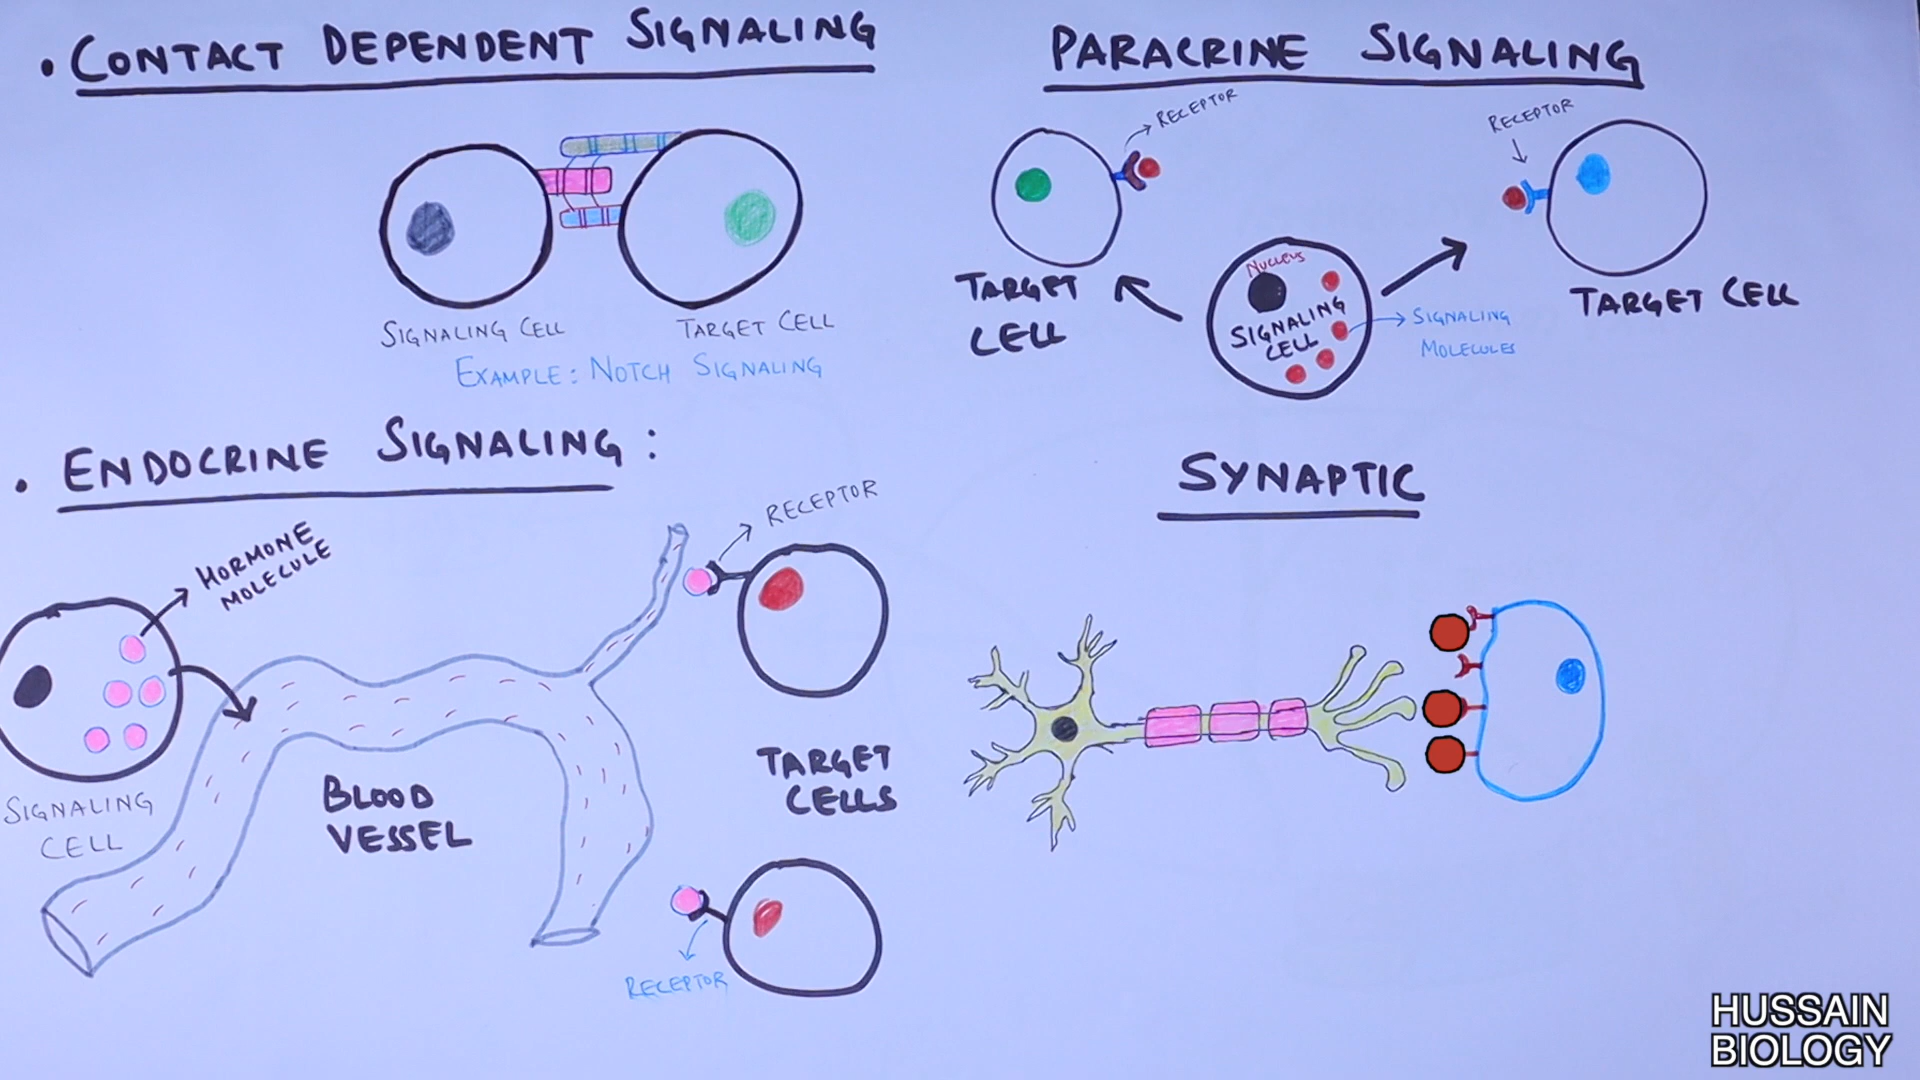 • CONTACT DEPENDENT SIGNALING
SIGNALING CELL
TARGET CELL
EXAMPLE: NOTCH SIGNALING
PARACRINE SIGNALING
RECEPTOR
RECEPTOR
TARGET
CELL
NUCLEUS
SIGNALING
CELL
SIGNALING
MOLECULES
TARGET CELL
• ENDOCRINE SIGNALING:
HORMONE
MOLECULE
RECEPTOR
SIGNALING
CELL
BLOOD
VESSEL
TARGET
CELLS
RECEPTOR
SYNAPTIC
HUSSAIN
BIOLOGY